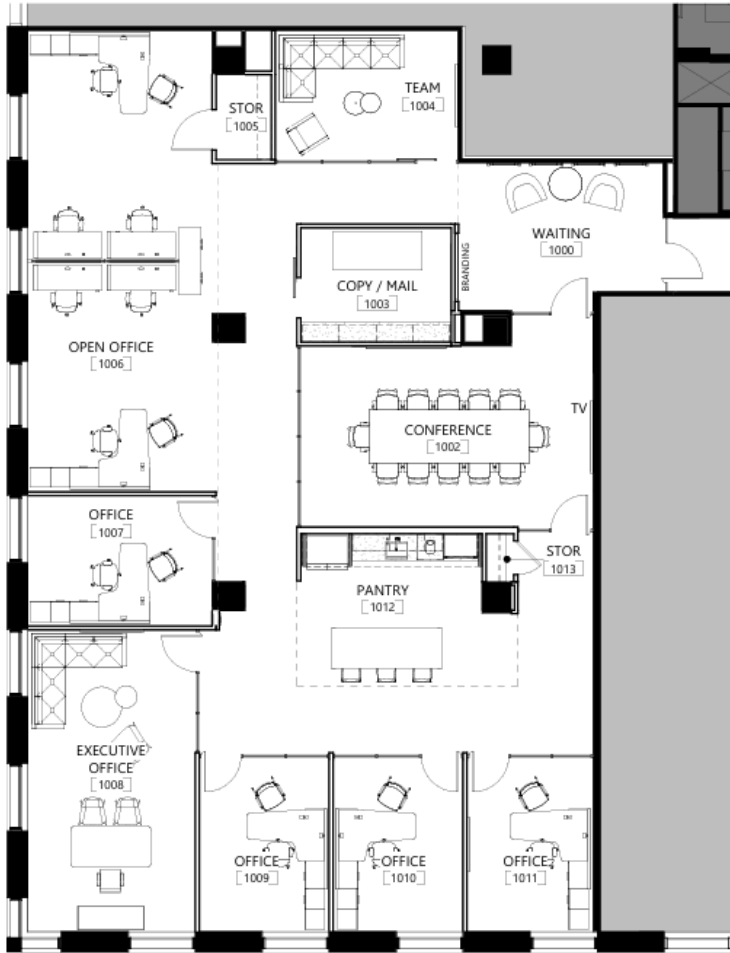 TEAM
1004
STOR
1005
WAITING
1000
BRANDING
COPY / MAIL
1003
OPEN OFFICE
1006
TV
CONFERENCE
1002
OFFICE
1007
STOR
1013
PANTRY
1012
EXECUTIVE
OFFICE
1008
OFFICE
1009
OFFICE
1010
OFFICE
1011